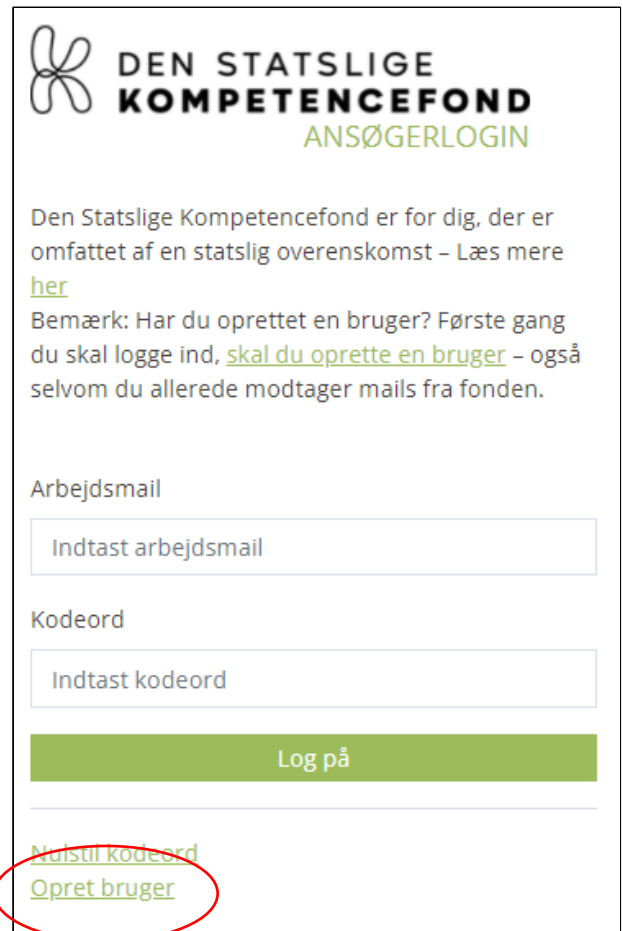 DEN STATSLIGE
KOMPETENCEFOND
ANSØGERLOGIN
Den Statslige Kompetencefond er for dig, der er
omfattet af en statslig overenskomst – Læs mere
her
Bemærk: Har du oprettet en bruger? Første gang
du skal logge ind, skal du oprette en bruger – også
selvom du allerede modtager mails fra fonden.
Arbejdsmail
Indtast arbejdsmail
Kodeord
Indtast kodeord
Log på
Nulstil kodeord
Opret bruger